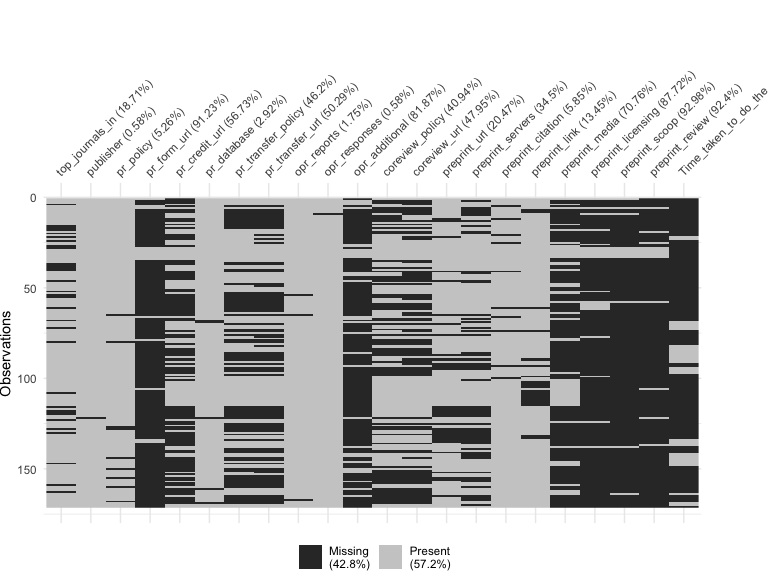 top_journals_in (18.71%)
publisher (0.58%)
pr_policy (5.26%)
pr_form_url (91.23%)
pr_credit_url (56.73%)
pr_database (2.92%)
pr_transfer_policy (46.2%)
pr_transfer_url (50.29%)
opr_reports (1.75%)
opr_responses (0.58%)
opr_additional (81.87%)
coreview_policy (40.94%)
coreview_url (47.95%)
preprint_url (20.47%)
preprint_servers (34.5%)
preprint_citation (5.85%)
preprint_link (13.45%)
preprint_media (70.76%)
preprint_licensing (87.72%)
preprint_scoop (92.98%)
preprint_review (92.4%)
Time_taken_to_do_the
0
50
100
150
Observations
Missing
(42.8%)
Present
(57.2%)